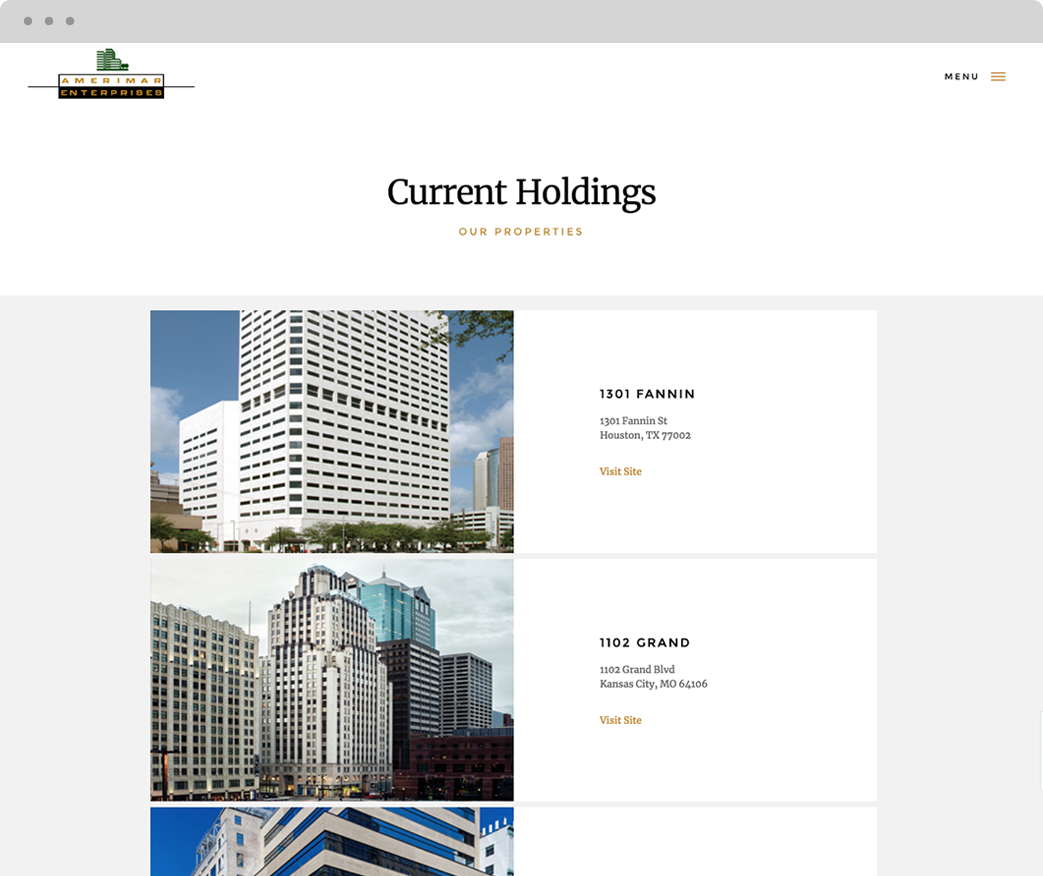 AMERIMAR
ENTERPRISES
MENU
Current Holdings
OUR PROPERTIES
1301 FANNIN
1301 Fannin St
Houston, TX 77002
Visit Site
1102 GRAND
1102 Grand Blvd
Kansas City, MO 64106
Visit Site